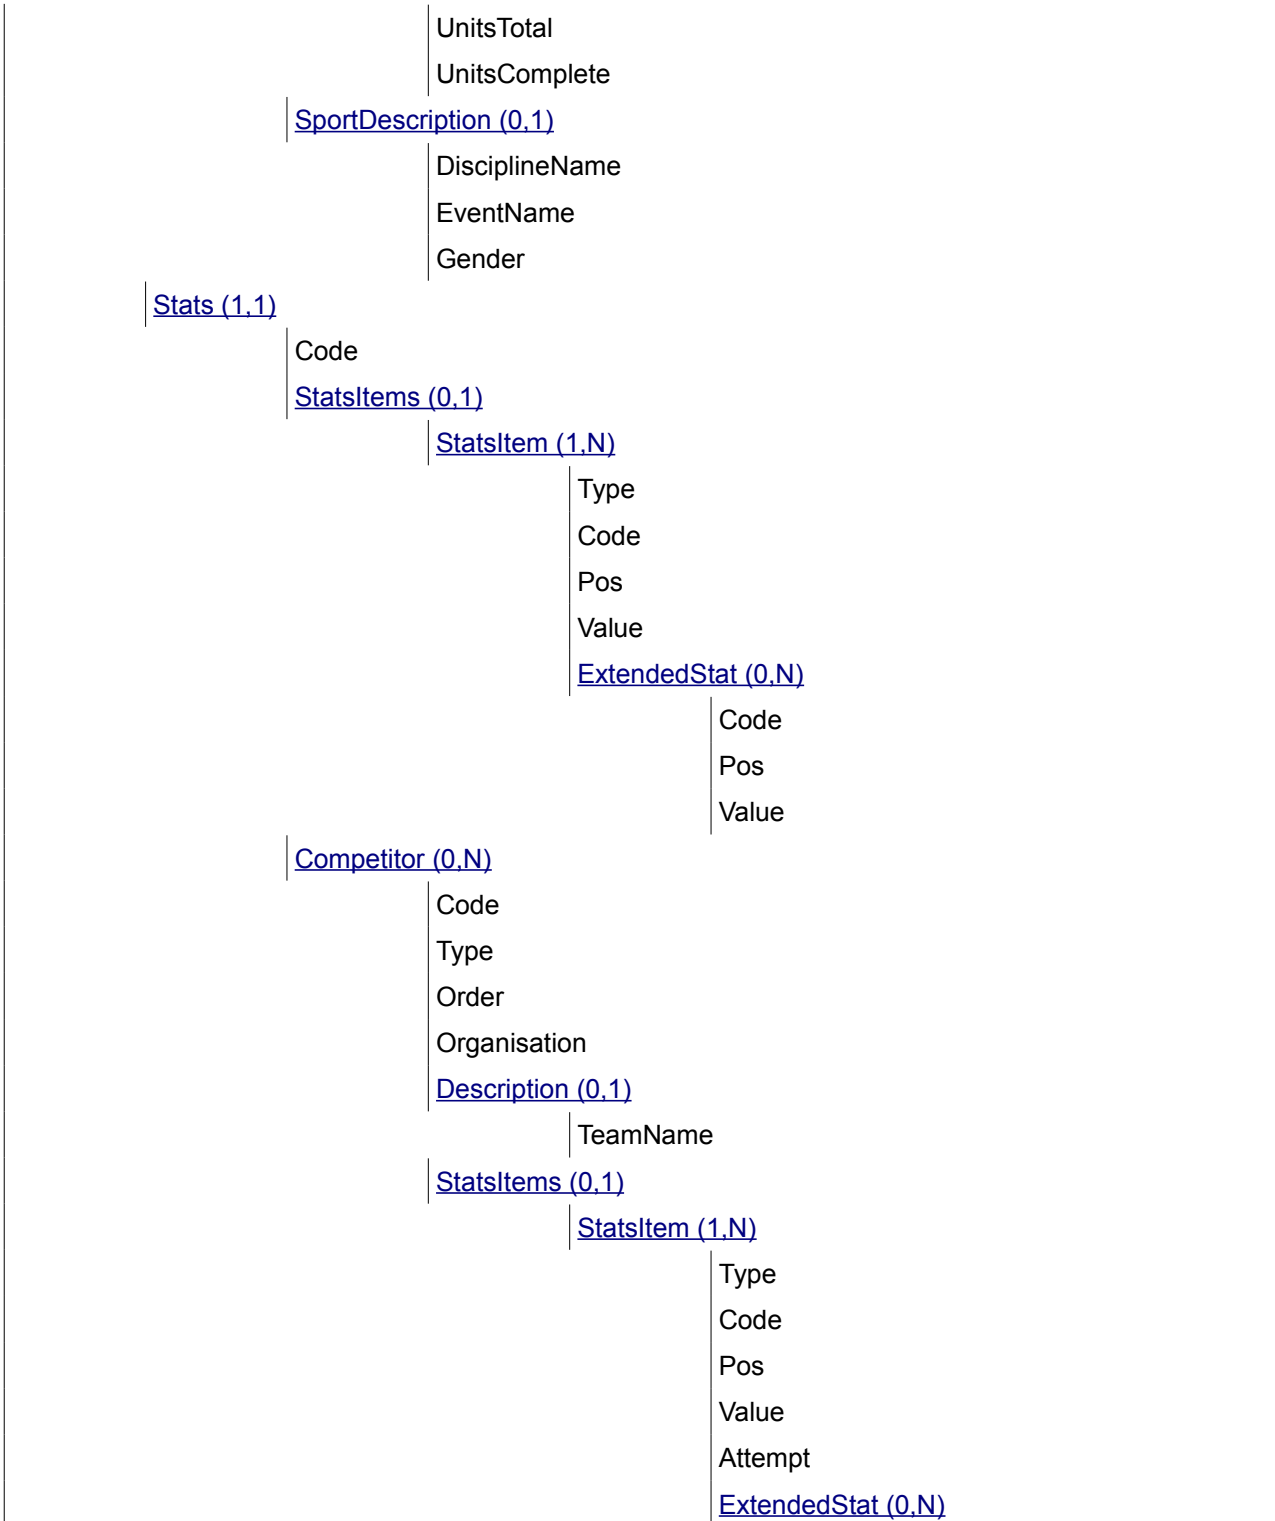 UnitsTotal
UnitsComplete
SportDescription (0,1)
DisciplineName
EventName
Gender
Stats (1,1)
Code
StatsItems (0,1)
StatsItem (1,N)
Type
Code
Pos
Value
ExtendedStat (0,N)
Code
Pos
Value
Competitor (0,N)
Code
Type
Order
Organisation
Description (0,1)
TeamName
StatsItems (0,1)
StatsItem (1,N)
Type
Code
Pos
Value
Attempt
ExtendedStat (0,N)